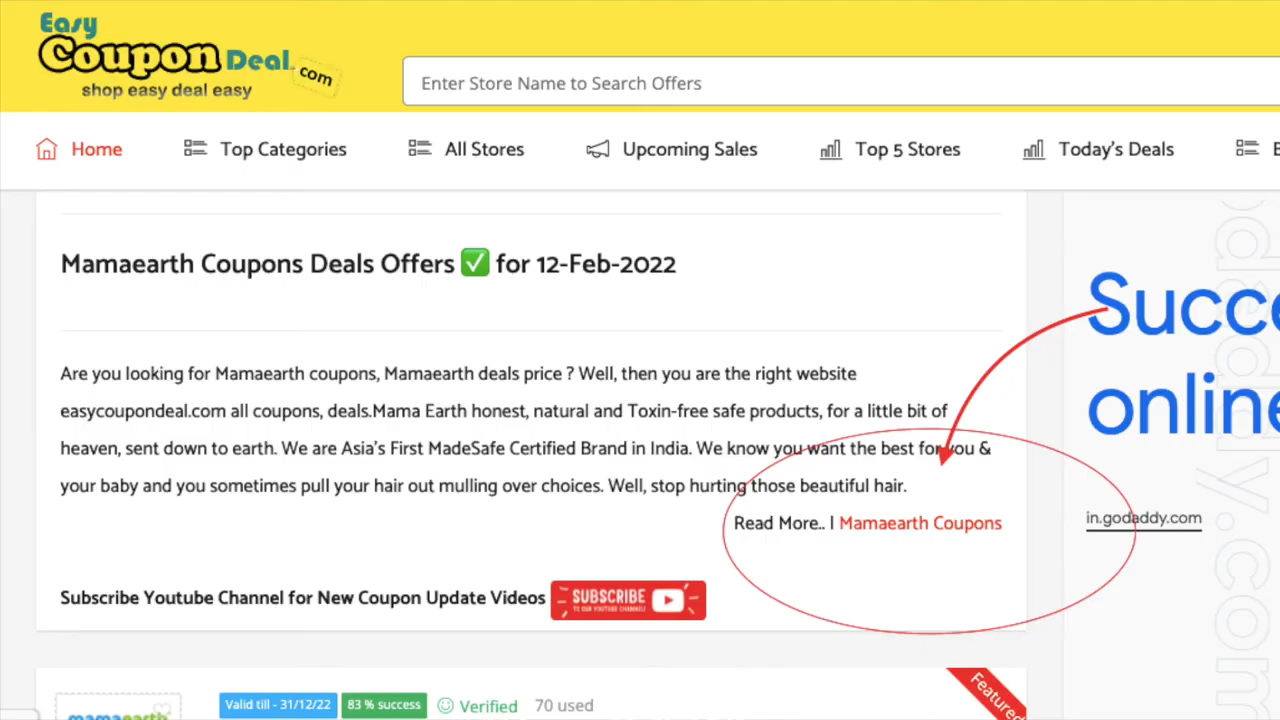 Easy
Coupon Deal.com
shop easy deal easy
Enter Store Name to Search Offers
Home
Top Categories
All Stores
Upcoming Sales
Top 5 Stores
Today's Deals
Mamaearth Coupons Deals Offers ✅ for 12-Feb-2022
Are you looking for Mamaearth coupons, Mamaearth deals price ? Well, then you are the right website
easycoupondeal.com all coupons, deals.Mama Earth honest, natural and Toxin-free safe products, for a little bit of
heaven, sent down to earth. We are Asia's First MadeSafe Certified Brand in India. We know you want the best for you &
your baby and you sometimes pull your hair out mulling over choices. Well, stop hurting those beautiful hair.
Read More.. | Mamaearth Coupons
Succe
online
in.godaddy.com
Subscribe Youtube Channel for New Coupon Update Videos
SUBSCRIBE
TO OUR YOUTUBE CHANNEL!
Valid till - 31/12/22
83 % success
Verified
70 used
Featured
mamaearth